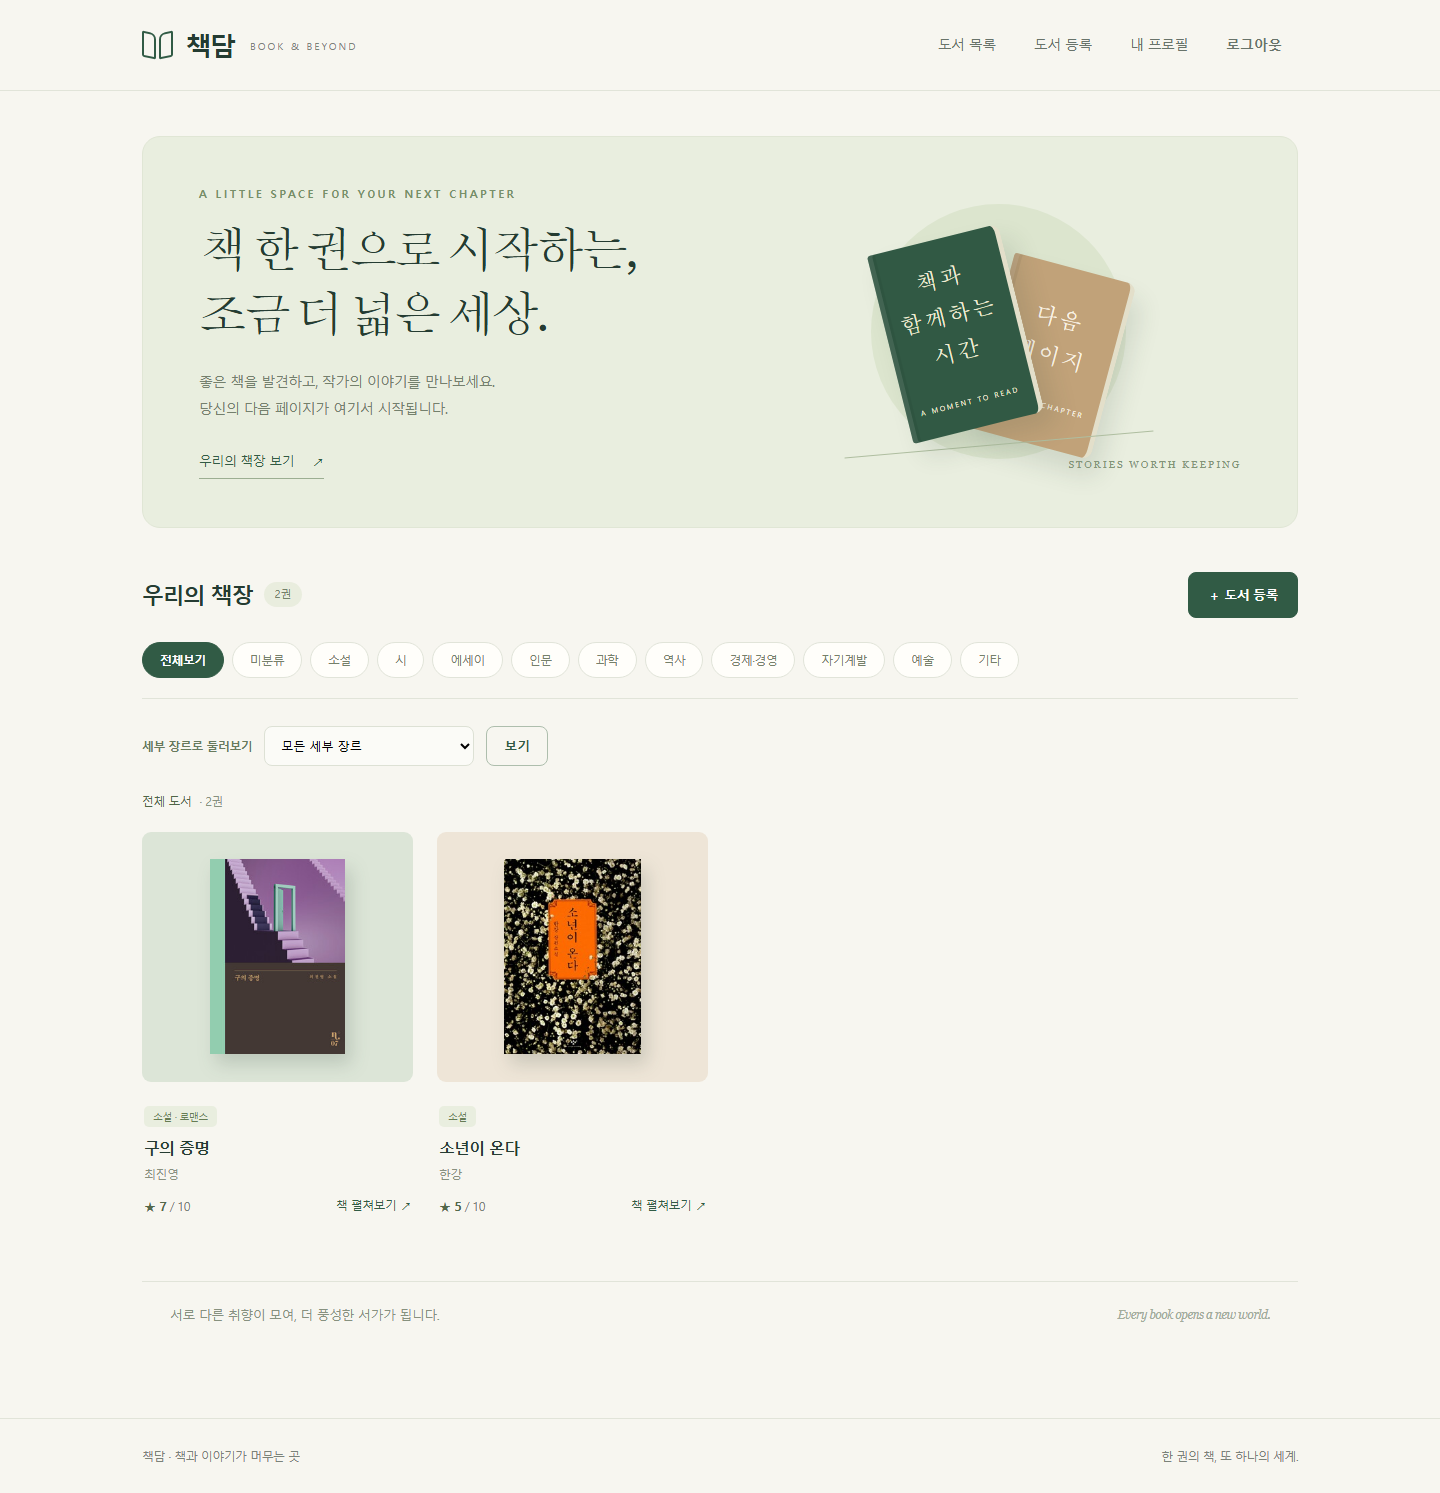 책담 BOOK & BEYOND
도서 목록 도서 등록 내 프로필 로그아웃
A LITTLE SPACE FOR YOUR NEXT CHAPTER
책 한 권으로 시작하는,
조금 더 넓은 세상.
좋은 책을 발견하고, 작가의 이야기를 만나보세요.
당신의 다음 페이지가 여기서 시작됩니다.
우리의 책장 보기 ↗
책과
함께하는
시간
A MOMENT TO READ
다음
이지
CHAPTER
STORIES WORTH KEEPING
우리의 책장 2권
+ 도서 등록
전체보기 미분류 소설 시 에세이 인문 과학 역사 경제·경영 자기계발 예술 기타
세부 장르로 둘러보기 모든 세부 장르 보기
전체 도서 · 2권
구의 증명
소년이 온다
소설 · 로맨스
구의 증명
최진영
★ 7 / 10 책 펼쳐보기 ↗
소설
소년이 온다
한강
★ 5 / 10 책 펼쳐보기 ↗
서로 다른 취향이 모여, 더 풍성한 서가가 됩니다.
Every book opens a new world.
책담 · 책과 이야기가 머무는 곳
한 권의 책, 또 하나의 세계.